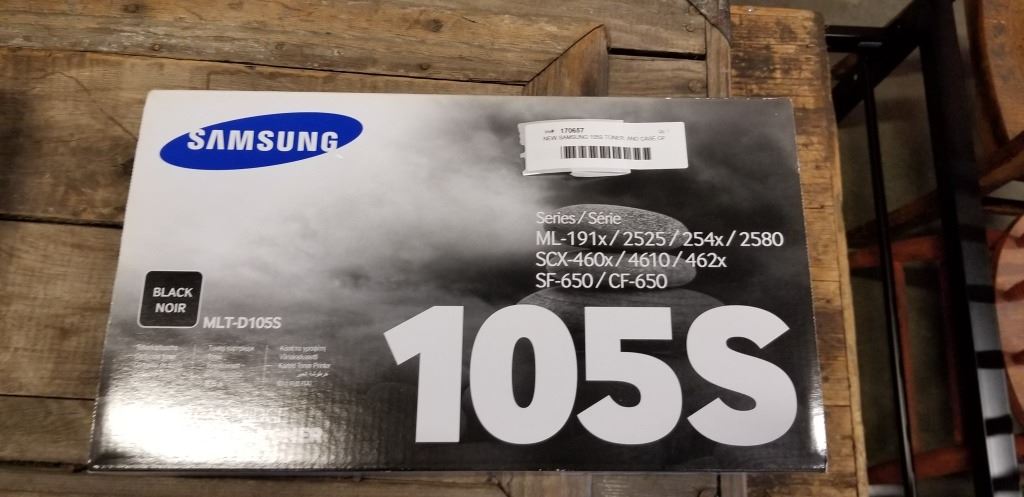 SAMSUNG
170657
NEW SAMSUNG 105S TONER, AND CASE, CF
Series / Série
ML-191x / 2525 / 254x / 2580
SCX-460x / 4610 / 462x
SF-650 / CF-650
BLACK
NOIR
MLT-D105S
105S